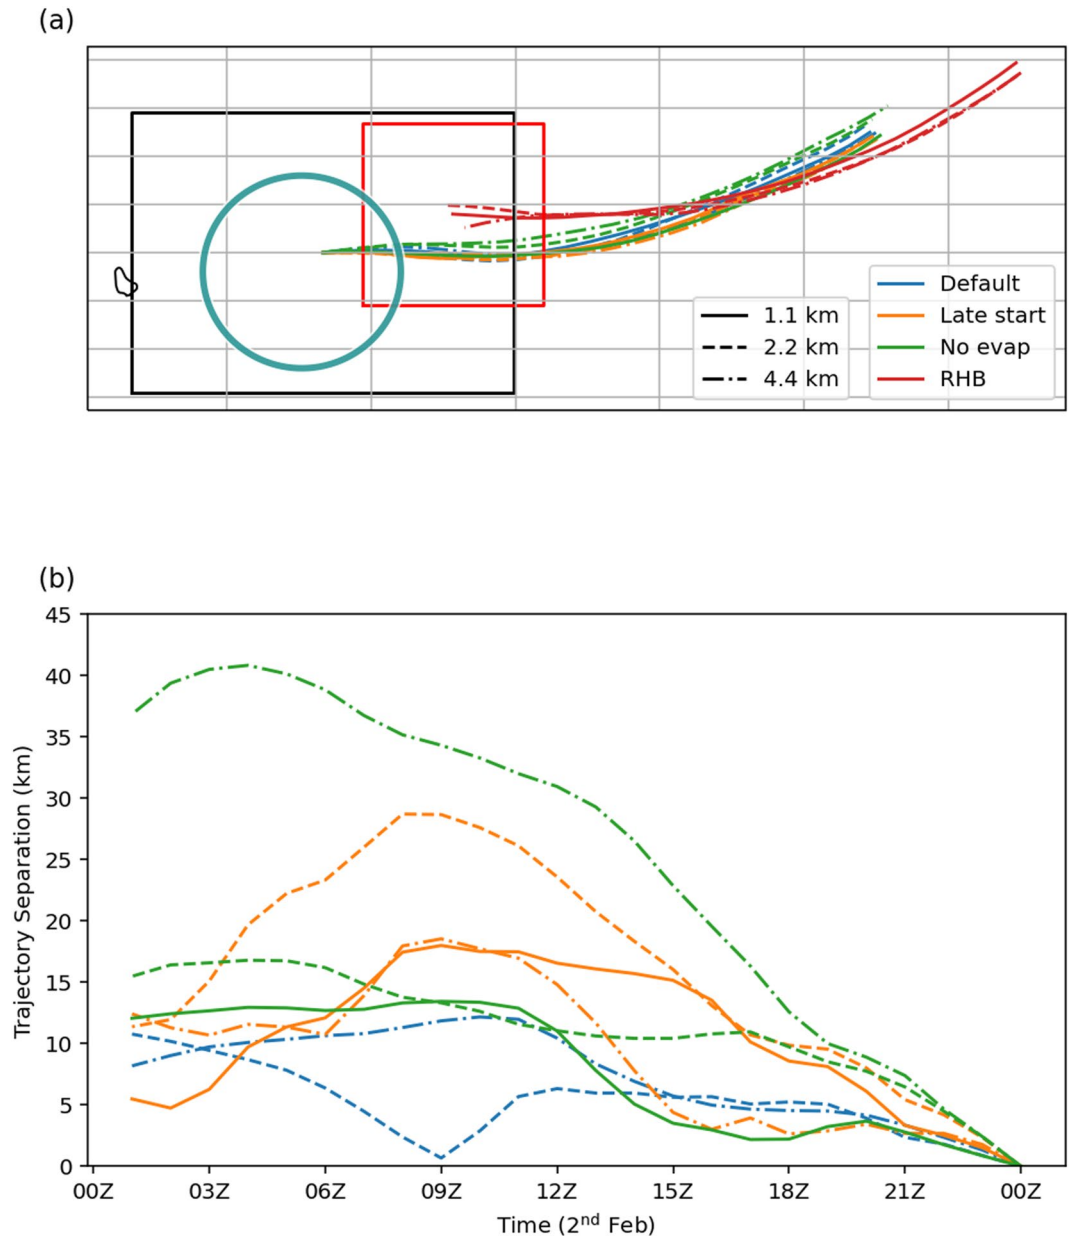 (a)
1.1 km
2.2 km
4.4 km
Default
Late start
No evap
RHB
(b)
45
40
35
30
25
20
15
10
5
0
Trajectory Separation (km)
00Z 03Z 06Z 09Z 12Z 15Z 18Z 21Z 00Z
Time (2nd Feb)